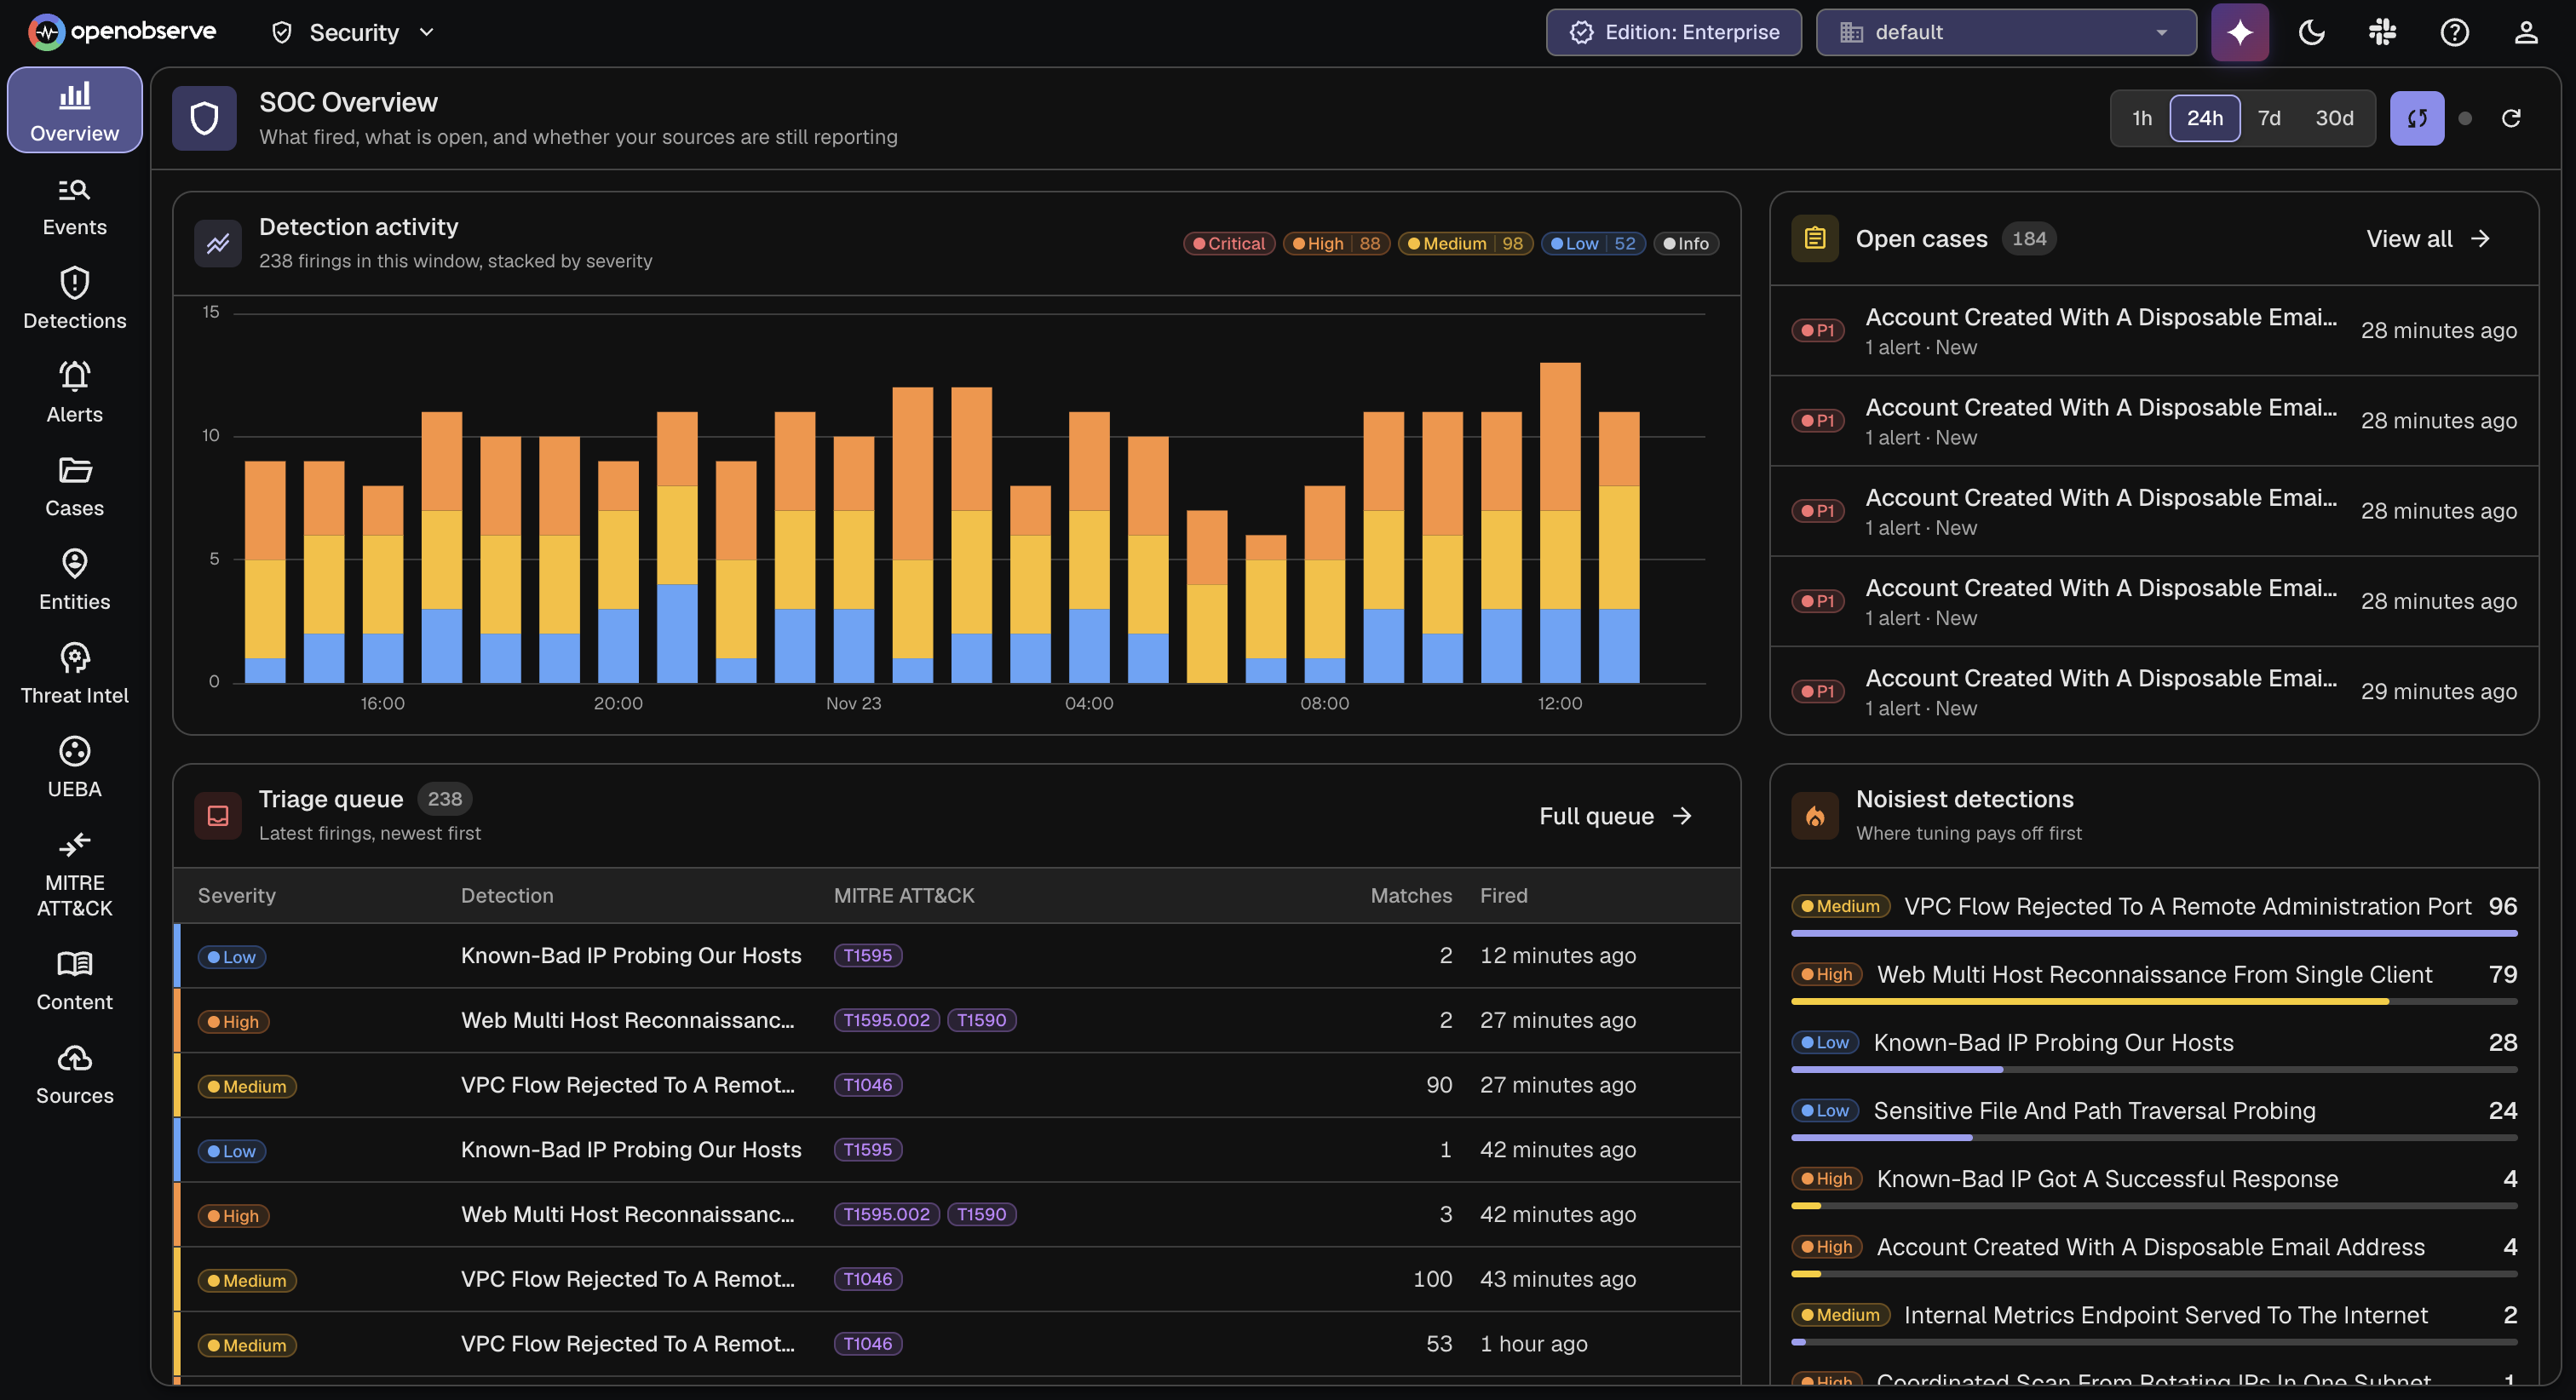 openobserve
Security
Edition: Enterprise
default
Overview
Events
Detections
Alerts
Cases
Entities
Threat Intel
UEBA
MITRE
ATT&CK
Content
Sources
SOC Overview
What fired, what is open, and whether your sources are still reporting
1h 24h 7d 30d
Detection activity
238 firings in this window, stacked by severity
Critical High 88 Medium 98 Low 52 Info
15
10
5
0
16:00 20:00 Nov 23 04:00 08:00 12:00
Open cases 184
View all
P1 Account Created With A Disposable Emai... 28 minutes ago
1 alert · New
P1 Account Created With A Disposable Emai... 28 minutes ago
1 alert · New
P1 Account Created With A Disposable Emai... 28 minutes ago
1 alert · New
P1 Account Created With A Disposable Emai... 28 minutes ago
1 alert · New
P1 Account Created With A Disposable Emai... 29 minutes ago
1 alert · New
Triage queue 238
Latest firings, newest first
Full queue
Severity Detection MITRE ATT&CK Matches Fired
Low Known-Bad IP Probing Our Hosts T1595 2 12 minutes ago
High Web Multi Host Reconnaissanc... T1595.002 T1590 2 27 minutes ago
Medium VPC Flow Rejected To A Remot... T1046 90 27 minutes ago
Low Known-Bad IP Probing Our Hosts T1595 1 42 minutes ago
High Web Multi Host Reconnaissanc... T1595.002 T1590 3 42 minutes ago
Medium VPC Flow Rejected To A Remot... T1046 100 43 minutes ago
Medium VPC Flow Rejected To A Remot... T1046 53 1 hour ago
Noisiest detections
Where tuning pays off first
Medium VPC Flow Rejected To A Remote Administration Port 96
High Web Multi Host Reconnaissance From Single Client 79
Low Known-Bad IP Probing Our Hosts 28
Low Sensitive File And Path Traversal Probing 24
High Known-Bad IP Got A Successful Response 4
High Account Created With A Disposable Email Address 4
Medium Internal Metrics Endpoint Served To The Internet 2
High Coordinated Scan From Rotating IPs In One Subnet 1